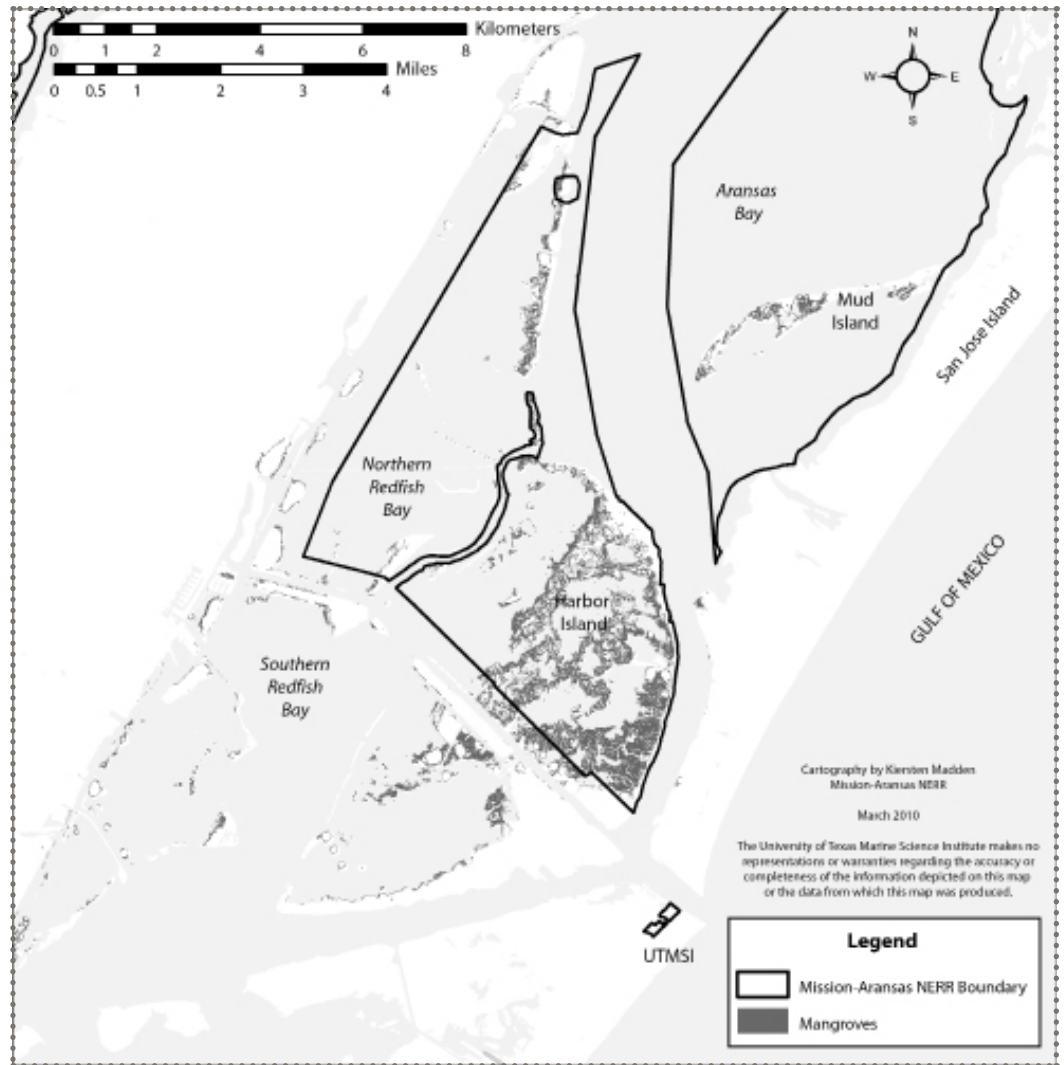 Kilometers
0 1 2 4 6 8
Miles
0 0.5 1 2 3 4
N
W E
S
Aransas
Bay
Mud
Island
San Jose Island
Northern
Redfish
Bay
GULF OF MEXICO
Harbor
Island
Southern
Redfish
Bay
Cartography by Kiersten Madden
Mission-Aransas NERR
March 2010
The University of Texas Marine Science Institute makes no
representations or warranties regarding the accuracy or
completeness of the information depicted on this map
or the data from which this map was produced.
UTMSI
Legend
Mission-Aransas NERR Boundary
Mangroves